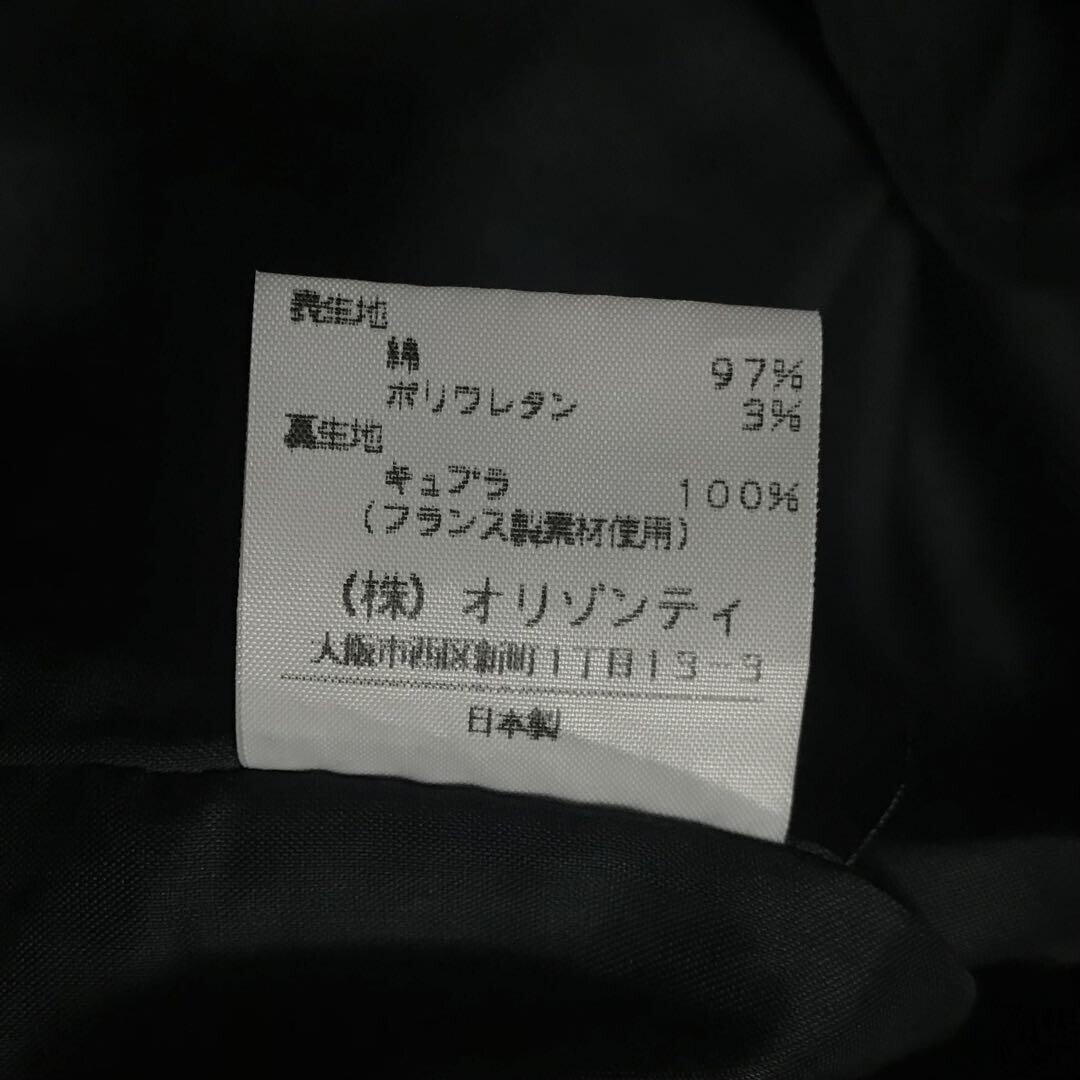 表生地
綿 97%
ポリウレタン 3%
裏生地
キュプラ 100%
(フランス製素材使用)
(株)オリゾンティ
大阪市西区新町1丁目13-9
日本製